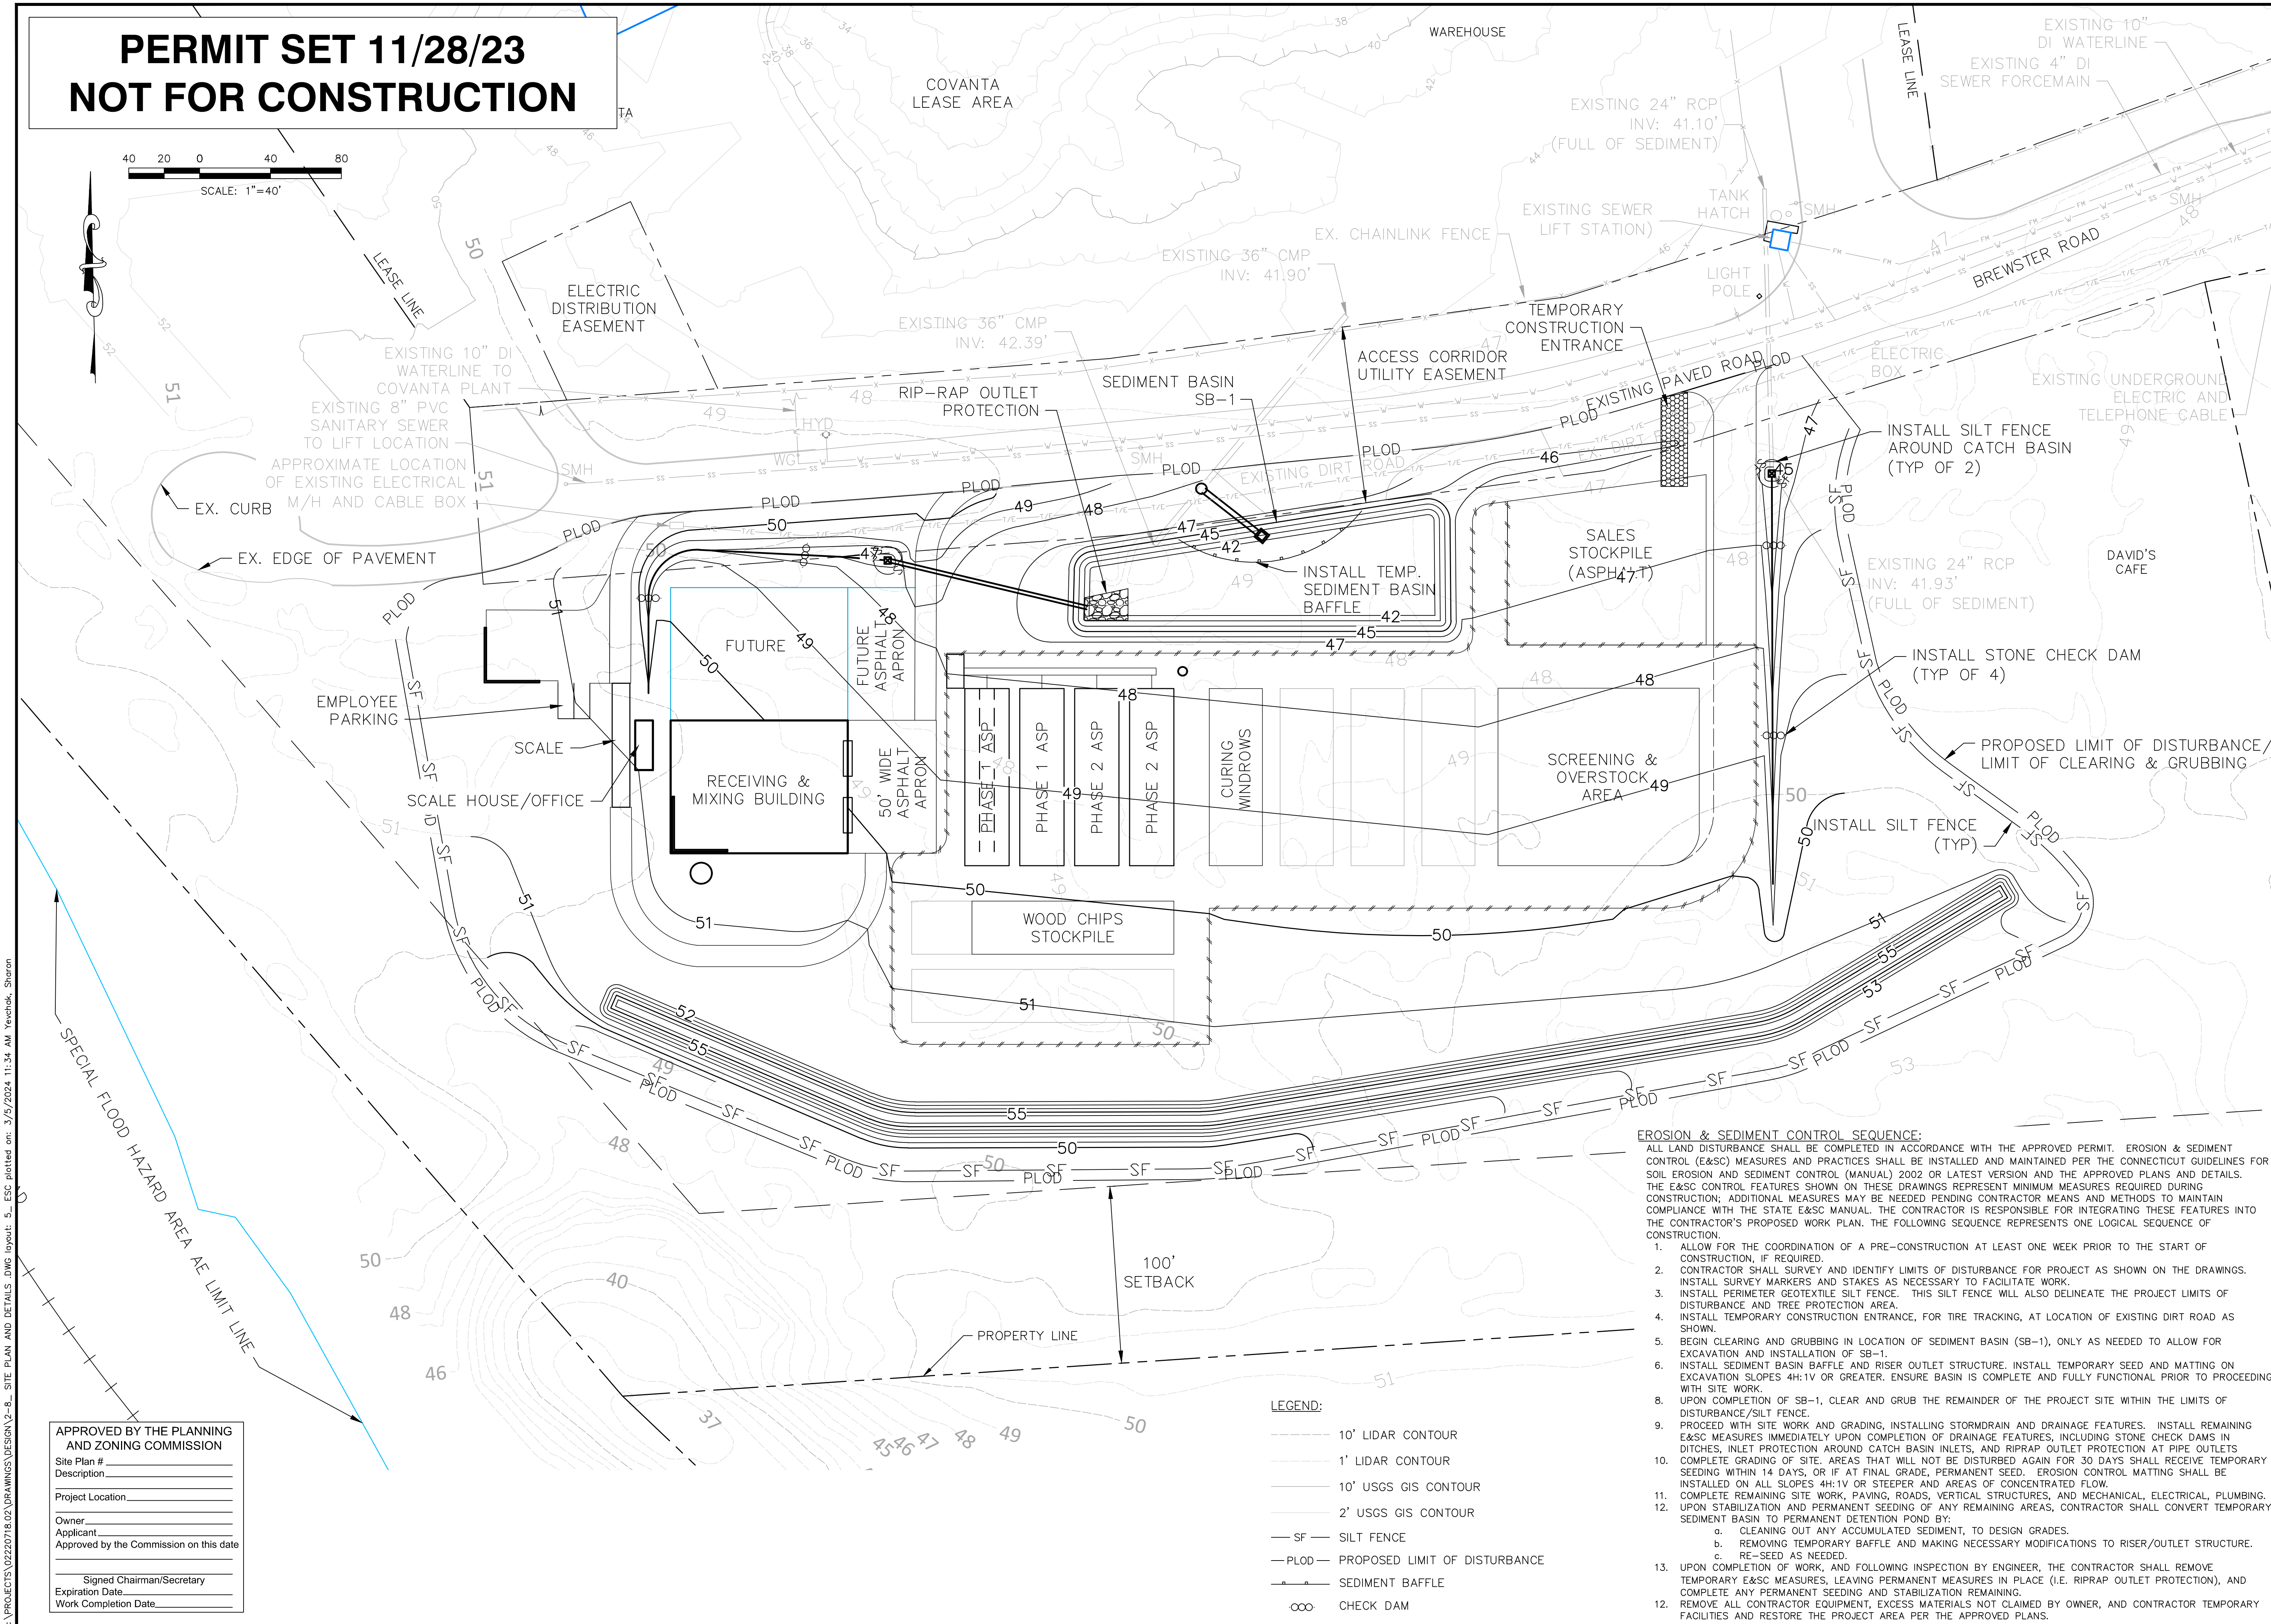 PERMIT SET 11/28/23
NOT FOR CONSTRUCTION
TA
40 20 0 40 80
SCALE: 1"=40'
COVANTA
LEASE AREA
WAREHOUSE
LEASE LINE
EXISTING 10"
DI WATERLINE
EXISTING 4" DI
SEWER FORCEMAIN
EXISTING 24" RCP
INV: 41.10'
(FULL OF SEDIMENT)
TANK
HATCH
SMH
SMH
EXISTING SEWER
LIFT STATION)
EX. CHAINLINK FENCE
EXISTING 36" CMP
INV: 41.90'
LIGHT
POLE
BREWSTER ROAD
LEASE LINE
ELECTRIC
DISTRIBUTION
EASEMENT
EXISTING 36" CMP
INV: 42.39'
TEMPORARY
CONSTRUCTION
ENTRANCE
ACCESS CORRIDOR
UTILITY EASEMENT
EXISTING PAVED ROAD
ELECTRIC
BOX
EXISTING UNDERGROUND
ELECTRIC AND
TELEPHONE CABLE
EXISTING 10" DI
WATERLINE TO
COVANTA PLANT
EXISTING 8" PVC
SANITARY SEWER
TO LIFT LOCATION
APPROXIMATE LOCATION
OF EXISTING ELECTRICAL
M/H AND CABLE BOX
RIP-RAP OUTLET
PROTECTION
SEDIMENT BASIN
SB-1
HYD
SMH
SMH
EXISTING DIRT ROAD
INSTALL SILT FENCE
AROUND CATCH BASIN
(TYP OF 2)
EX. CURB
EX. EDGE OF PAVEMENT
PLOD
PLOD
PLOD
PLOD
PLOD
PLOD
PLOD
PLOD
SALES
STOCKPILE
(ASPHALT)
INSTALL TEMP.
SEDIMENT BASIN
BAFFLE
EXISTING 24" RCP
INV: 41.93'
(FULL OF SEDIMENT)
DAVID'S
CAFE
FUTURE
FUTURE
ASPHALT
APRON
INSTALL STONE CHECK DAM
(TYP OF 4)
EMPLOYEE
PARKING
SCALE
SCALE HOUSE/OFFICE
RECEIVING &
MIXING BUILDING
50' WIDE
ASPHALT
APRON
PHASE 1 ASP
PHASE 1 ASP
PHASE 2 ASP
PHASE 2 ASP
CURING
WINDROWS
SCREENING &
OVERSTOCK
AREA
PROPOSED LIMIT OF DISTURBANCE/
LIMIT OF CLEARING & GRUBBING
INSTALL SILT FENCE
(TYP)
WOOD CHIPS
STOCKPILE
SPECIAL FLOOD HAZARD AREA AE LIMIT LINE
100'
SETBACK
PROPERTY LINE
:\PROJECTS\02220718.02\DRAWINGS\DESIGN\2-8_ SITE PLAN AND DETAILS .DWG layout: 5_ ESC plotted on: 3/5/2024 11:34 AM Yevchak, Sharon
APPROVED BY THE PLANNING
AND ZONING COMMISSION
Site Plan #
Description
Project Location
Owner
Applicant
Approved by the Commission on this date
Signed Chairman/Secretary
Expiration Date
Work Completion Date
LEGEND:
10' LIDAR CONTOUR
1' LIDAR CONTOUR
10' USGS GIS CONTOUR
2' USGS GIS CONTOUR
SF SILT FENCE
PLOD PROPOSED LIMIT OF DISTURBANCE
SEDIMENT BAFFLE
CHECK DAM
EROSION & SEDIMENT CONTROL SEQUENCE:
ALL LAND DISTURBANCE SHALL BE COMPLETED IN ACCORDANCE WITH THE APPROVED PERMIT. EROSION & SEDIMENT
CONTROL (E&SC) MEASURES AND PRACTICES SHALL BE INSTALLED AND MAINTAINED PER THE CONNECTICUT GUIDELINES FOR
SOIL EROSION AND SEDIMENT CONTROL (MANUAL) 2002 OR LATEST VERSION AND THE APPROVED PLANS AND DETAILS.
THE E&SC CONTROL FEATURES SHOWN ON THESE DRAWINGS REPRESENT MINIMUM MEASURES REQUIRED DURING
CONSTRUCTION; ADDITIONAL MEASURES MAY BE NEEDED PENDING CONTRACTOR MEANS AND METHODS TO MAINTAIN
COMPLIANCE WITH THE STATE E&SC MANUAL. THE CONTRACTOR IS RESPONSIBLE FOR INTEGRATING THESE FEATURES INTO
THE CONTRACTOR'S PROPOSED WORK PLAN. THE FOLLOWING SEQUENCE REPRESENTS ONE LOGICAL SEQUENCE OF
CONSTRUCTION.
1. ALLOW FOR THE COORDINATION OF A PRE-CONSTRUCTION AT LEAST ONE WEEK PRIOR TO THE START OF
CONSTRUCTION, IF REQUIRED.
2. CONTRACTOR SHALL SURVEY AND IDENTIFY LIMITS OF DISTURBANCE FOR PROJECT AS SHOWN ON THE DRAWINGS.
INSTALL SURVEY MARKERS AND STAKES AS NECESSARY TO FACILITATE WORK.
3. INSTALL PERIMETER GEOTEXTILE SILT FENCE. THIS SILT FENCE WILL ALSO DELINEATE THE PROJECT LIMITS OF
DISTURBANCE AND TREE PROTECTION AREA.
4. INSTALL TEMPORARY CONSTRUCTION ENTRANCE, FOR TIRE TRACKING, AT LOCATION OF EXISTING DIRT ROAD AS
SHOWN.
5. BEGIN CLEARING AND GRUBBING IN LOCATION OF SEDIMENT BASIN (SB-1), ONLY AS NEEDED TO ALLOW FOR
EXCAVATION AND INSTALLATION OF SB-1.
6. INSTALL SEDIMENT BASIN BAFFLE AND RISER OUTLET STRUCTURE. INSTALL TEMPORARY SEED AND MATTING ON
EXCAVATION SLOPES 4H:1V OR GREATER. ENSURE BASIN IS COMPLETE AND FULLY FUNCTIONAL PRIOR TO PROCEEDING
WITH SITE WORK.
8. UPON COMPLETION OF SB-1, CLEAR AND GRUB THE REMAINDER OF THE PROJECT SITE WITHIN THE LIMITS OF
DISTURBANCE/SILT FENCE.
9. PROCEED WITH SITE WORK AND GRADING, INSTALLING STORMDRAIN AND DRAINAGE FEATURES. INSTALL REMAINING
E&SC MEASURES IMMEDIATELY UPON COMPLETION OF DRAINAGE FEATURES, INCLUDING STONE CHECK DAMS IN
DITCHES, INLET PROTECTION AROUND CATCH BASIN INLETS, AND RIPRAP OUTLET PROTECTION AT PIPE OUTLETS
10. COMPLETE GRADING OF SITE. AREAS THAT WILL NOT BE DISTURBED AGAIN FOR 30 DAYS SHALL RECEIVE TEMPORARY
SEEDING WITHIN 14 DAYS, OR IF AT FINAL GRADE, PERMANENT SEED. EROSION CONTROL MATTING SHALL BE
INSTALLED ON ALL SLOPES 4H:1V OR STEEPER AND AREAS OF CONCENTRATED FLOW.
11. COMPLETE REMAINING SITE WORK, PAVING, ROADS, VERTICAL STRUCTURES, AND MECHANICAL, ELECTRICAL, PLUMBING.
12. UPON STABILIZATION AND PERMANENT SEEDING OF ANY REMAINING AREAS, CONTRACTOR SHALL CONVERT TEMPORARY
SEDIMENT BASIN TO PERMANENT DETENTION POND BY:
a. CLEANING OUT ANY ACCUMULATED SEDIMENT, TO DESIGN GRADES.
b. REMOVING TEMPORARY BAFFLE AND MAKING NECESSARY MODIFICATIONS TO RISER/OUTLET STRUCTURE.
c. RE-SEED AS NEEDED.
13. UPON COMPLETION OF WORK, AND FOLLOWING INSPECTION BY ENGINEER, THE CONTRACTOR SHALL REMOVE
TEMPORARY E&SC MEASURES, LEAVING PERMANENT MEASURES IN PLACE (I.E. RIPRAP OUTLET PROTECTION), AND
COMPLETE ANY PERMANENT SEEDING AND STABILIZATION REMAINING.
12. REMOVE ALL CONTRACTOR EQUIPMENT, EXCESS MATERIALS NOT CLAIMED BY OWNER, AND CONTRACTOR TEMPORARY
FACILITIES AND RESTORE THE PROJECT AREA PER THE APPROVED PLANS.